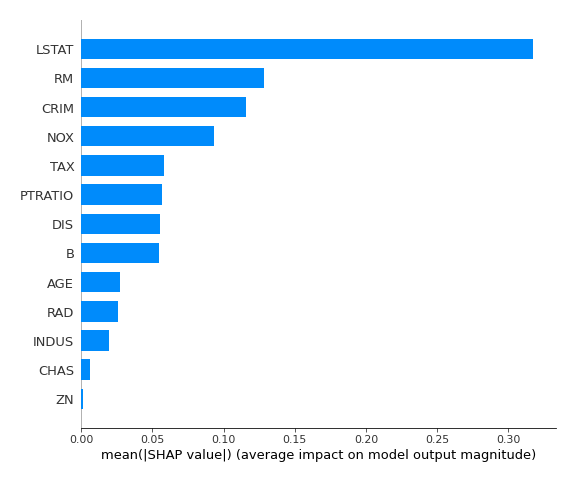 LSTAT
RM
CRIM
NOX
TAX
PTRATIO
DIS
B
AGE
RAD
INDUS
CHAS
ZN
0.00 0.05 0.10 0.15 0.20 0.25 0.30
mean(|SHAP value|) (average impact on model output magnitude)